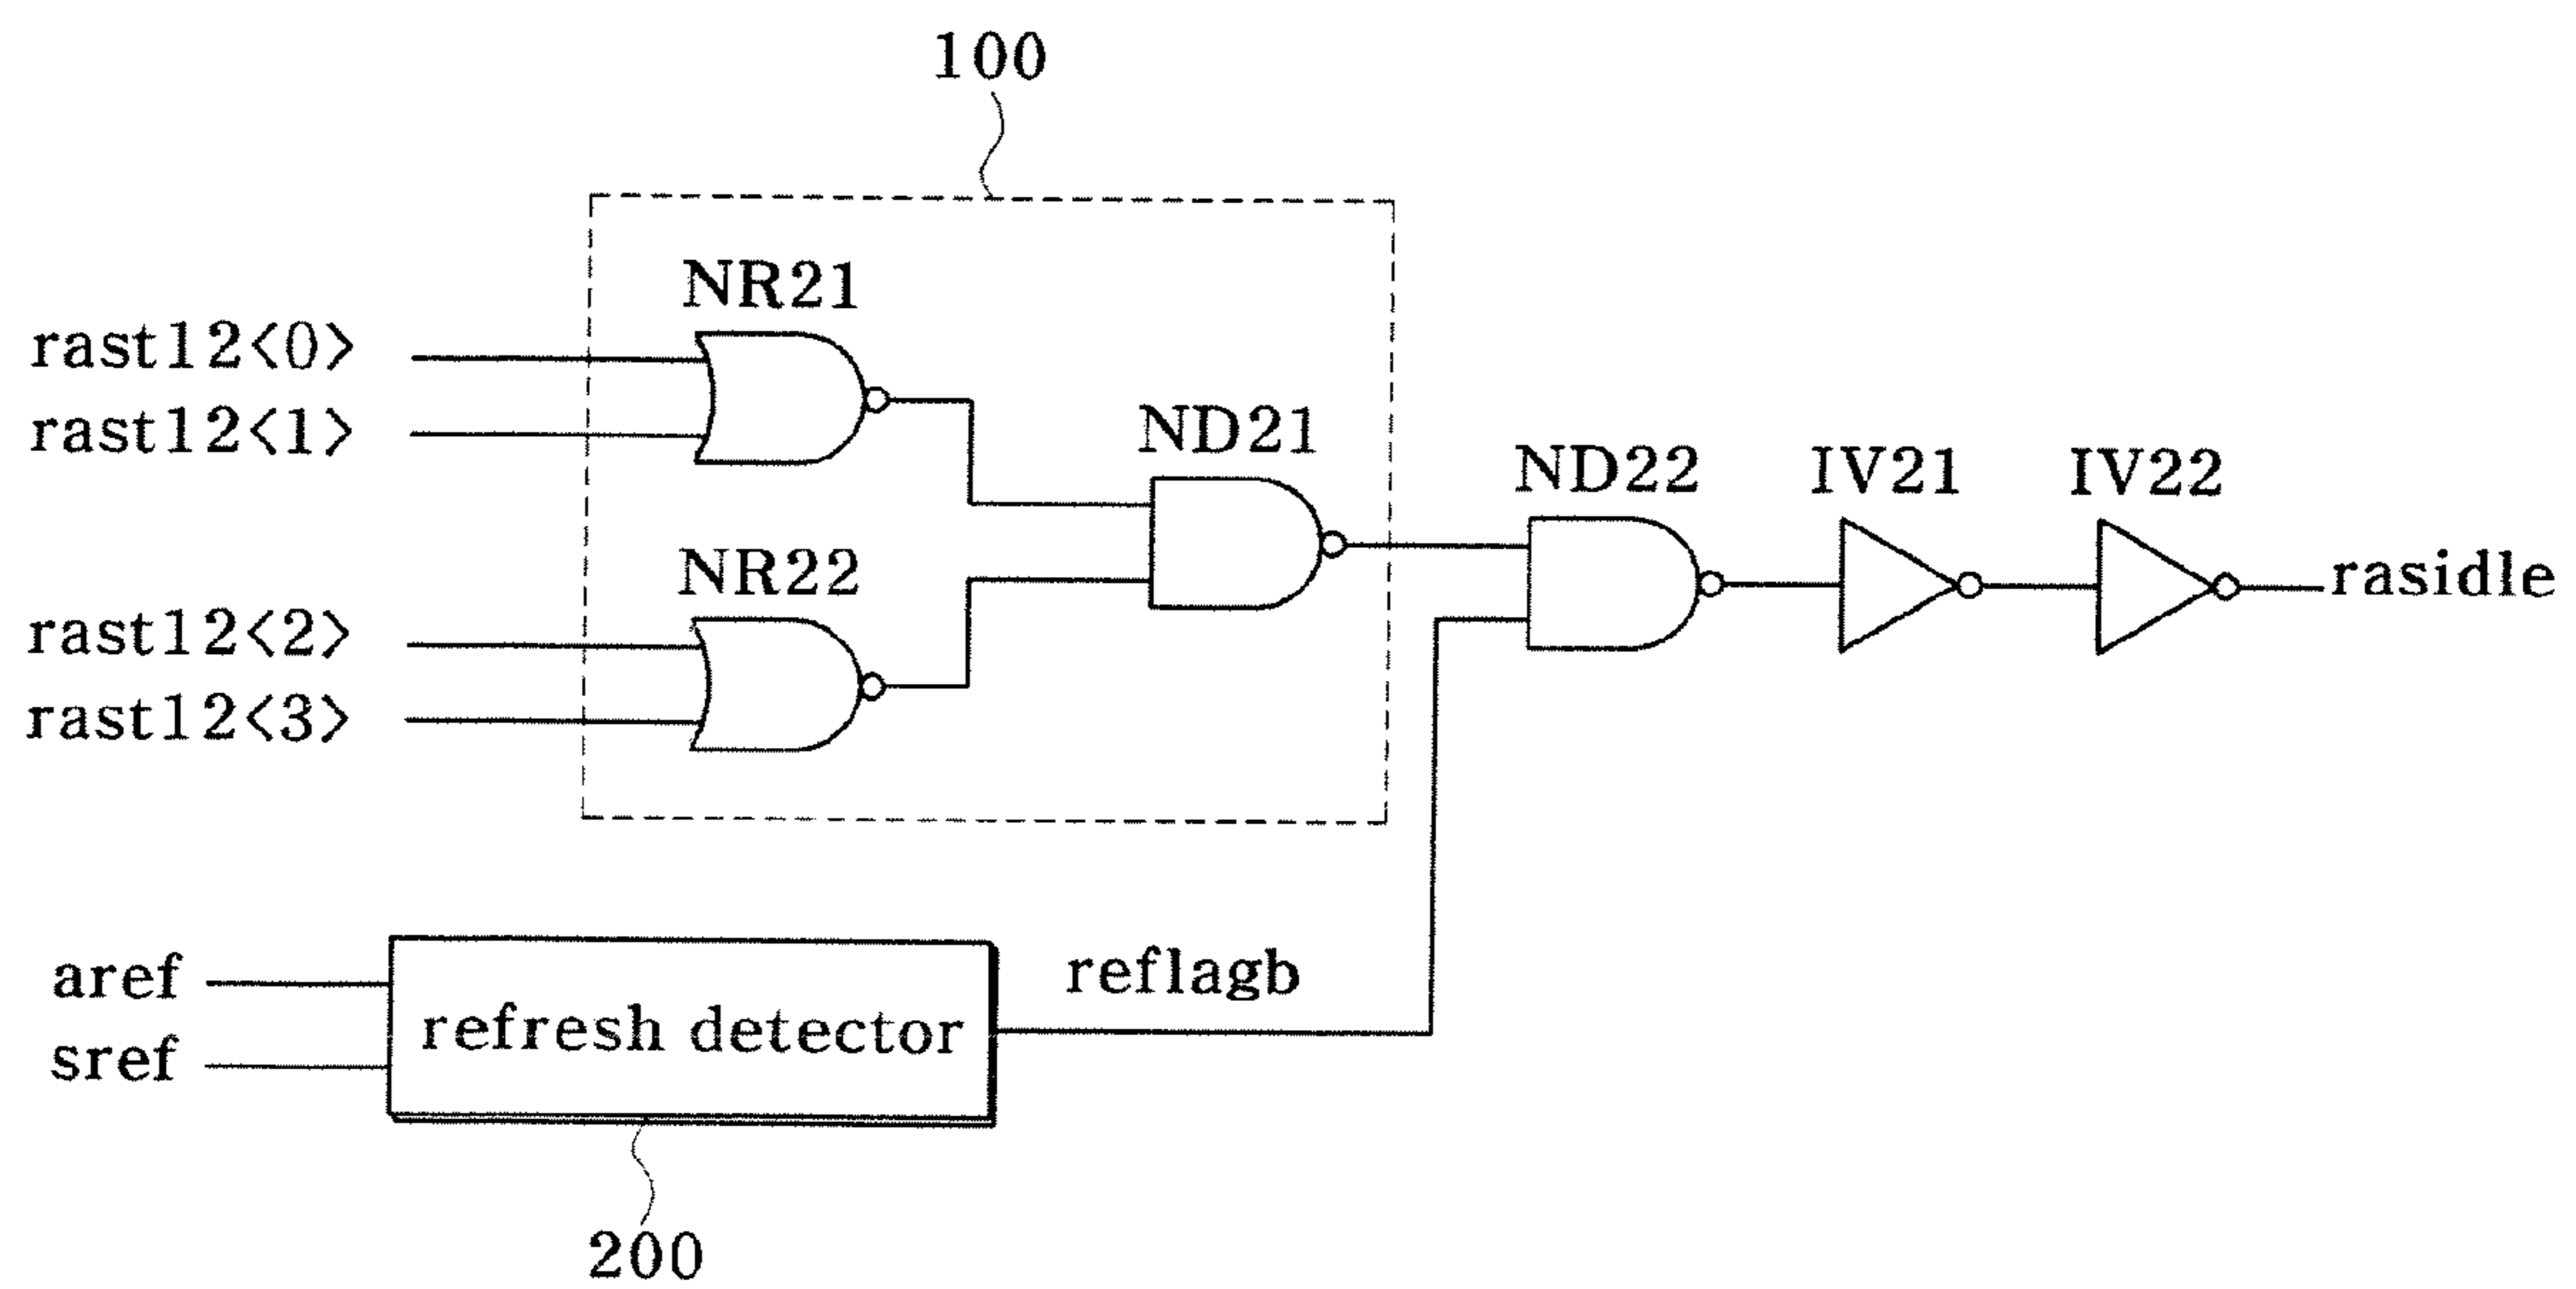 100
NR21
rast12<0>
rast12<1>
ND21
ND22
IV21
IV22
NR22
rasidle
rast12<2>
rast12<3>
aref
sref
refresh detector
reflagb
200